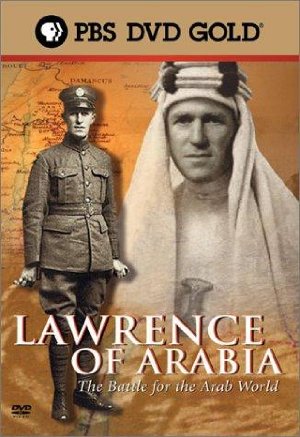 PBS DVD GOLD
DAMASCUS
LAWRENCE
OF ARABIA
The Battle for the Arab World
DVD